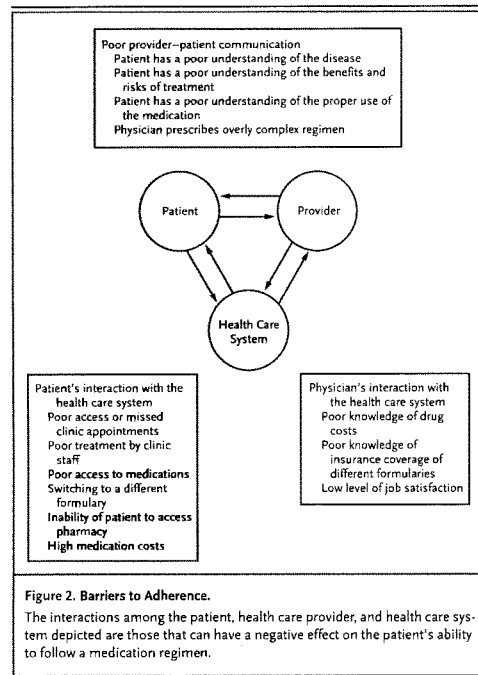 Poor provider–patient communication
Patient has a poor understanding of the disease
Patient has a poor understanding of the benefits and
risks of treatment
Patient has a poor understanding of the proper use of
the medication
Physician prescribes overly complex regimen
Patient
Provider
Health Care
System
Patient's interaction with the
health care system
Poor access or missed
clinic appointments
Poor treatment by clinic
staff
Poor access to medications
Switching to a different
formulary
Inability of patient to access
pharmacy
High medication costs
Physician's interaction with
the health care system
Poor knowledge of drug
costs
Poor knowledge of
insurance coverage of
different formularies
Low level of job satisfaction
Figure 2. Barriers to Adherence.
The interactions among the patient, health care provider, and health care sys-
tem depicted are those that can have a negative effect on the patient's ability
to follow a medication regimen.